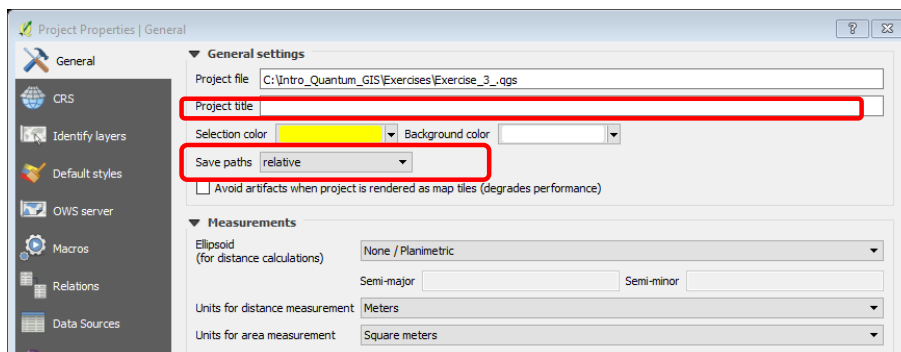 Project Properties | General
General
CRS
Identify layers
Default styles
OWS server
Macros
Relations
Data Sources
General settings
Project file C:\Intro_Quantum_GIS\Exercises\Exercise_3_.qgs
Project title
Selection color Background color
Save paths relative
Avoid artifacts when project is rendered as map tiles (degrades performance)
Measurements
Ellipsoid
(for distance calculations) None / Planimetric
Semi-major Semi-minor
Units for distance measurement Meters
Units for area measurement Square meters